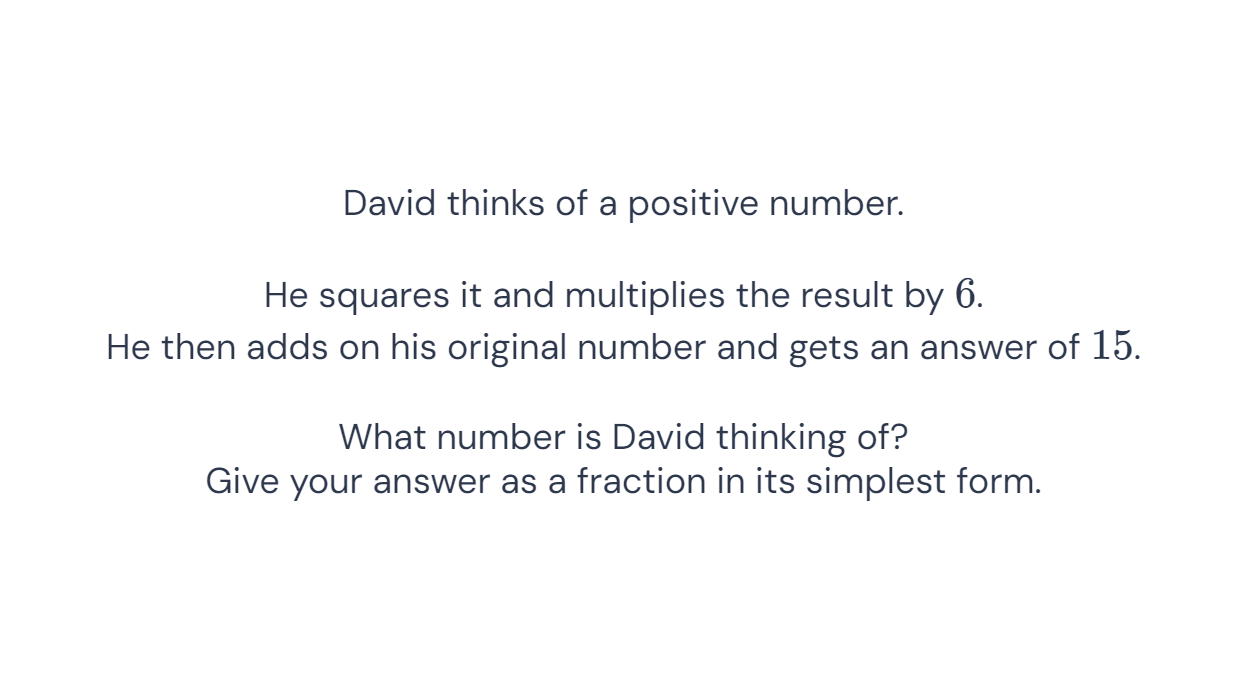 David thinks of a positive number.
He squares it and multiplies the result by 6.
He then adds on his original number and gets an answer of 15.
What number is David thinking of?
Give your answer as a fraction in its simplest form.